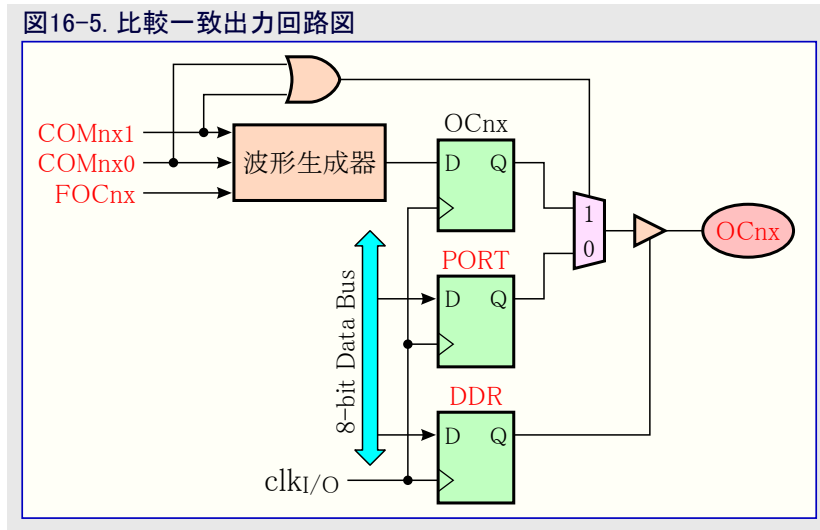 図16-5. 比較一致出力回路図
COMnx1
COMnx0
FOCnx
波形生成器
OCnx
D Q
1
0
OCnx
PORT
D Q
8-bit Data Bus
DDR
D Q
clkI/O